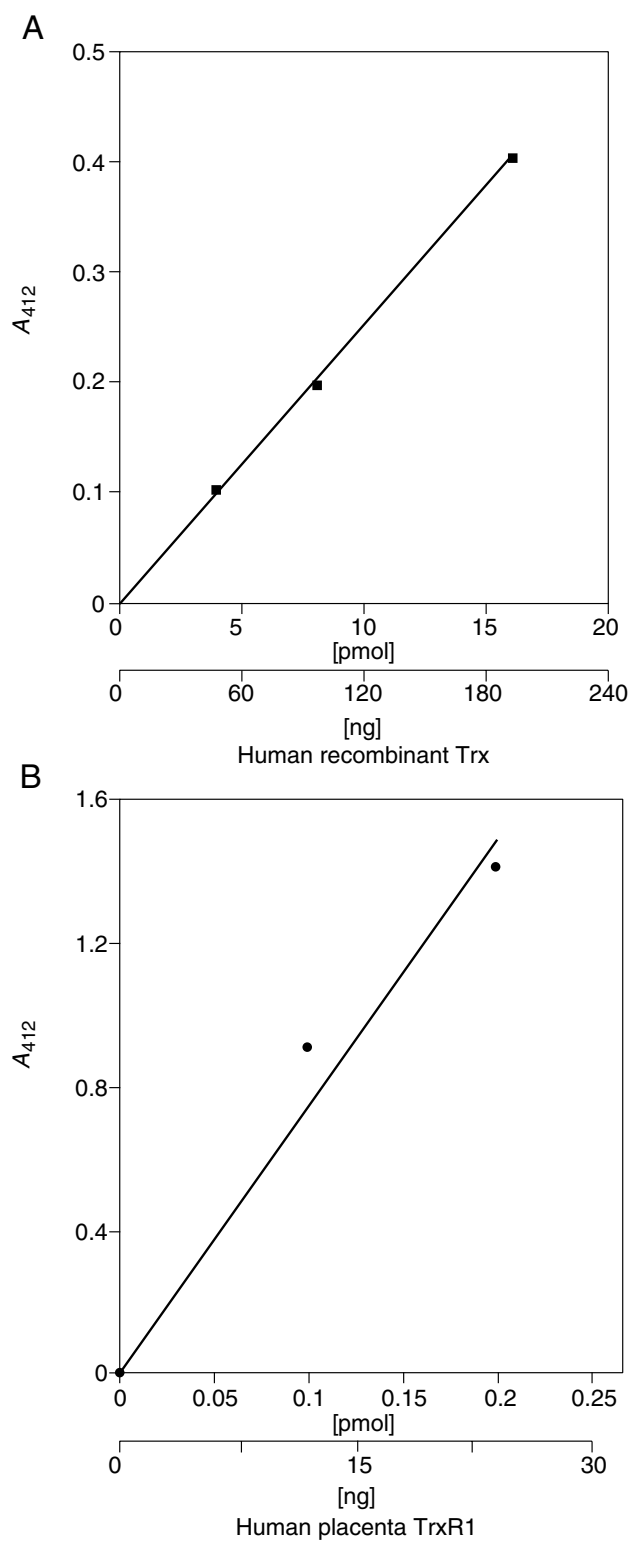 A
0.5
0.4
0.3
0.2
0.1
0
A412
0 5 10 15 20
[pmol]
0 60 120 180 240
[ng]
Human recombinant Trx
B
1.6
1.2
0.8
0.4
0
A412
0 0.05 0.1 0.15 0.2 0.25
[pmol]
0 15 30
[ng]
Human placenta TrxR1